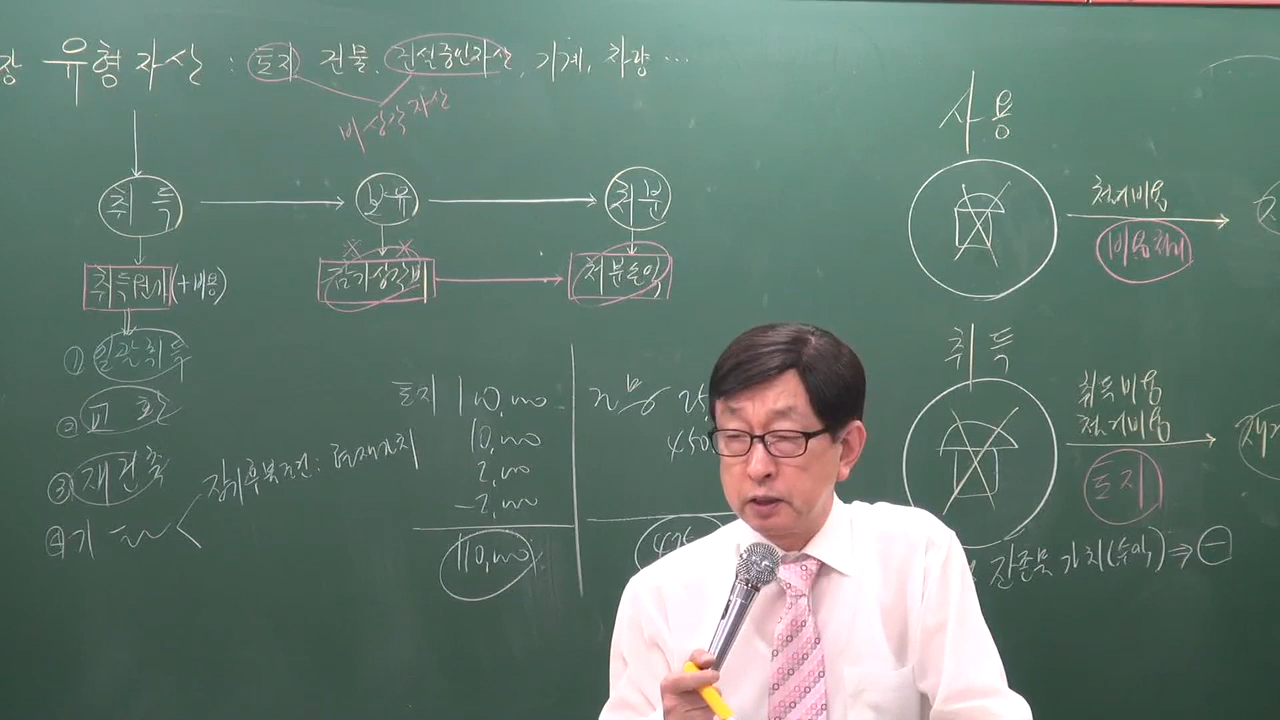 장 유형자산 : 토지 건물, 건설중인자산, 기계, 차량 …
비상각자산
취득 보유 처분
취득원가 (+비용) 감가상각비 처분손익
① 일괄취득
② 교환
③ 재건축
④ 기
장기후불조건 : 현재가치
토지 100,000
10,000
2,000
-2,000
110,000
건물
450
사용
철거비용
비용처리
취득
취득비용
철거비용
토지
잔존물 가치(수익) ⇒ ㊀